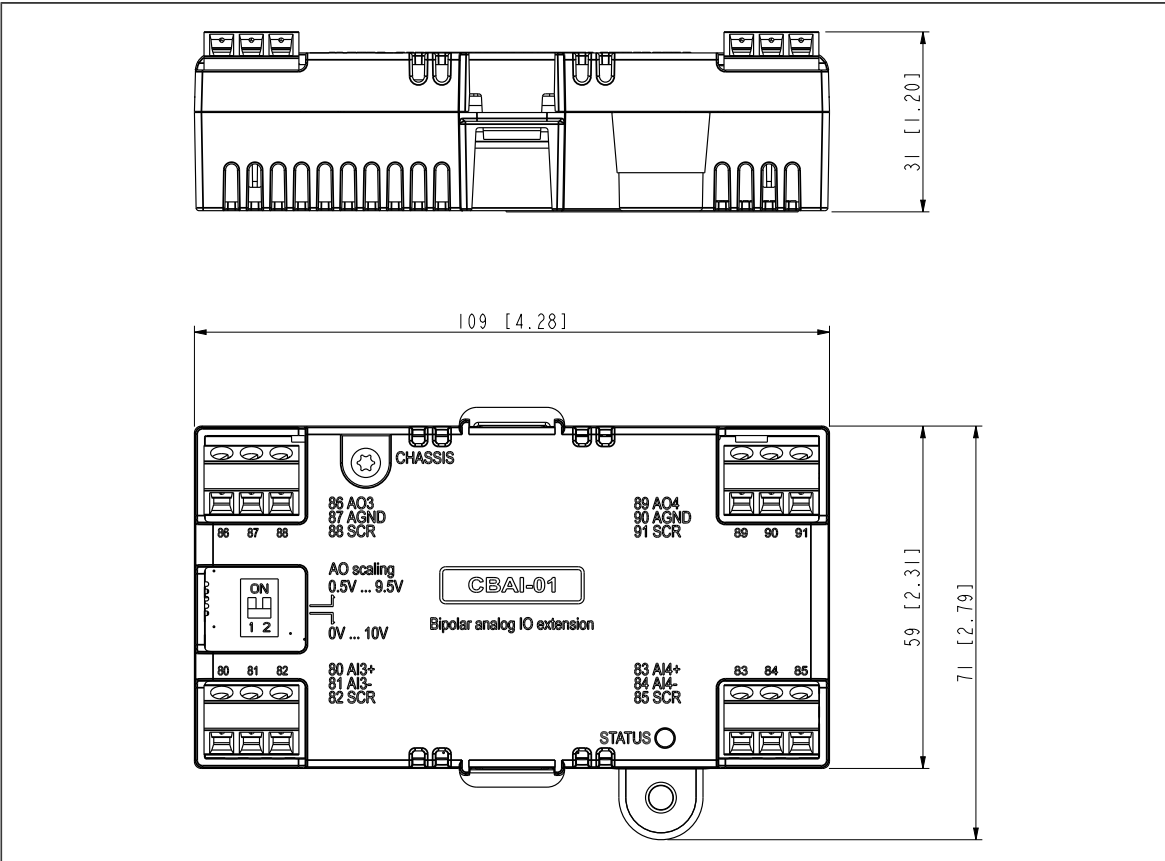 31 [1.20]
109 [4.28]
CHASSIS
86 AO3
87 AGND
88 SCR
89 AO4
90 AGND
91 SCR
86 87 88
89 90 91
AO scaling
0.5V ... 9.5V
ON
1 2
0V ... 10V
CBAI-01
Bipolar analog IO extension
59 [2.31]
71 [2.79]
80 81 82
83 84 85
80 AI3+
81 AI3-
82 SCR
83 AI4+
84 AI4-
85 SCR
STATUS